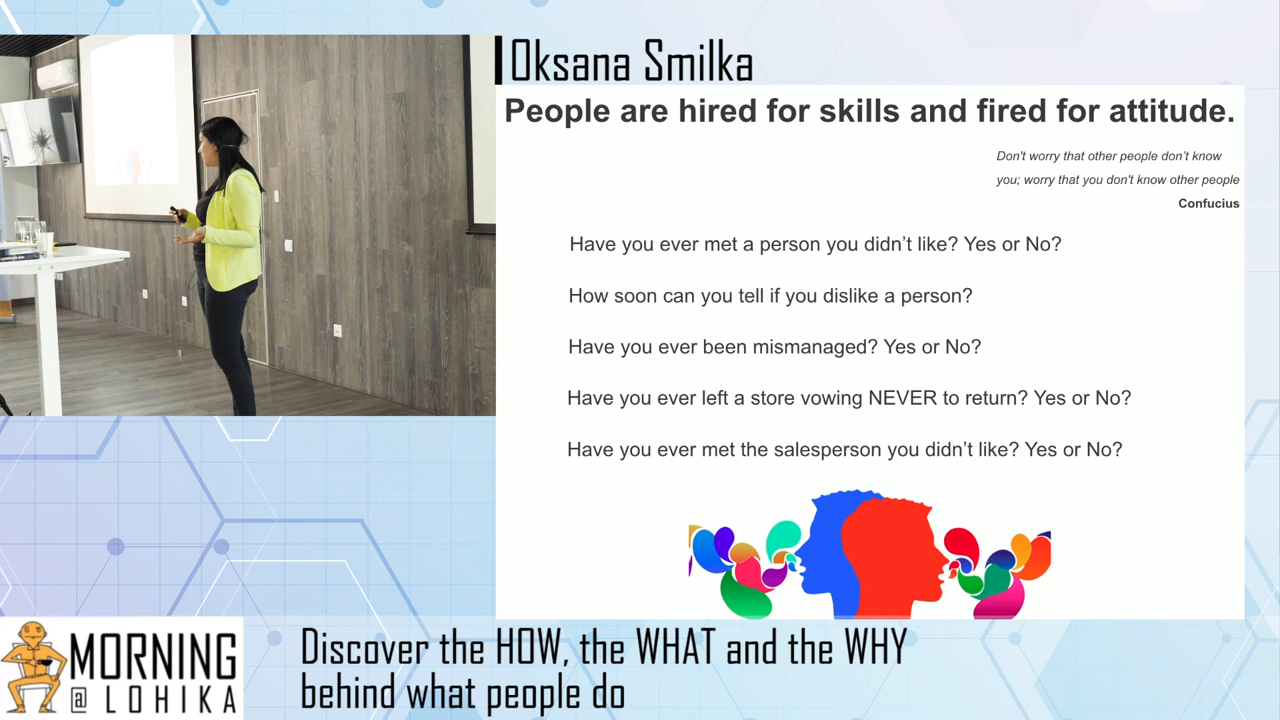 Oksana Smilka
People are hired for skills and fired for attitude.
Don't worry that other people don’t know
you; worry that you don't know other people
Confucius
Have you ever met a person you didn’t like? Yes or No?
How soon can you tell if you dislike a person?
Have you ever been mismanaged? Yes or No?
Have you ever left a store vowing NEVER to return? Yes or No?
Have you ever met the salesperson you didn’t like? Yes or No?
MORNING
@ LOHIKA
Discover the HOW, the WHAT and the WHY
behind what people do